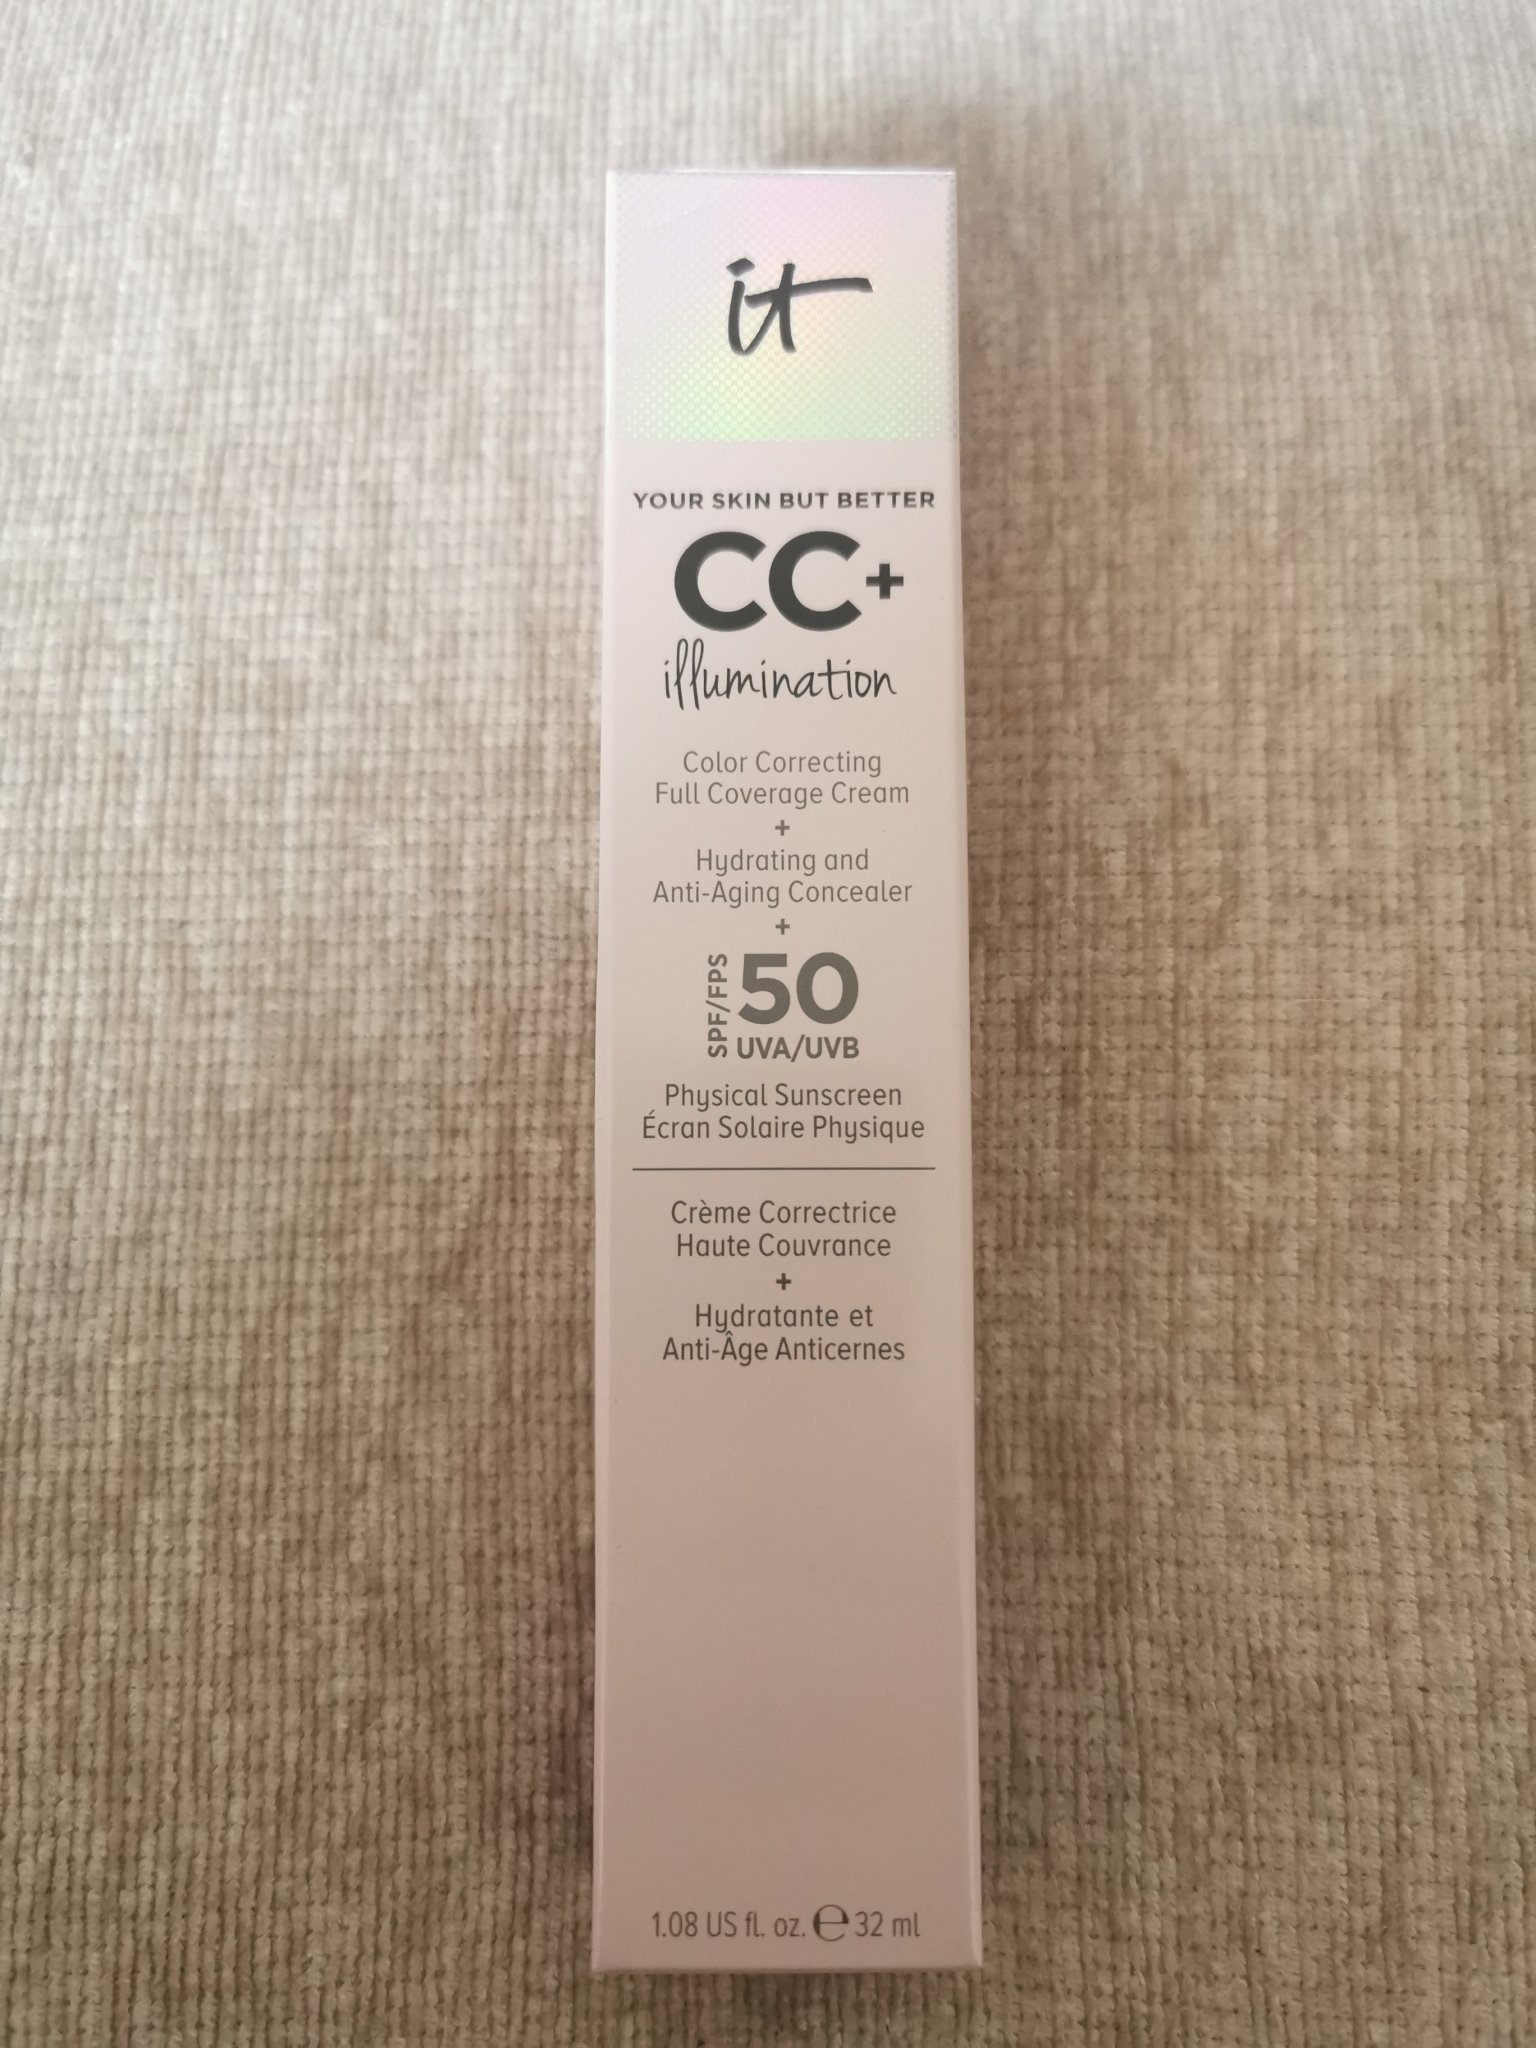 it
YOUR SKIN BUT BETTER
CC+
illumination
Color Correcting
Full Coverage Cream
+
Hydrating and
Anti-Aging Concealer
+
SPF/FPS 50
UVA/UVB
Physical Sunscreen
Écran Solaire Physique
Crème Correctrice
Haute Couvrance
+
Hydratante et
Anti-Âge Anticernes
1.08 US fl. oz. ℮ 32 ml